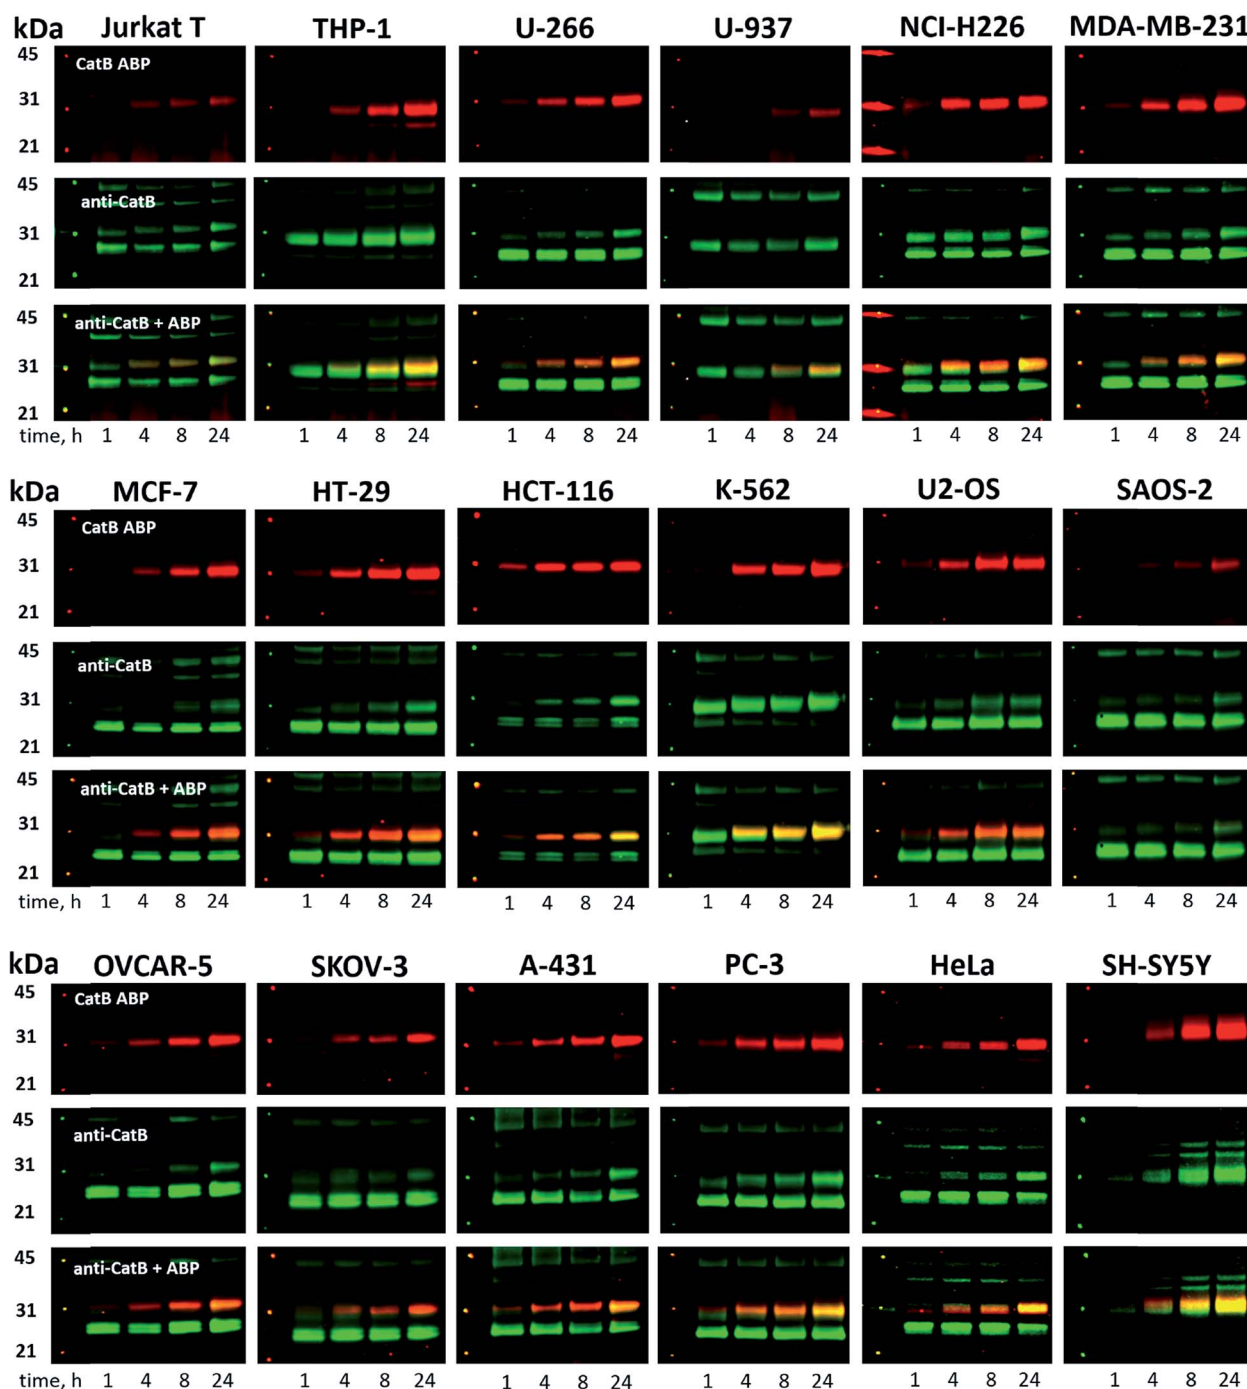 kDa Jurkat T THP-1 U-266 U-937 NCI-H226 MDA-MB-231
45
CatB ABP
31
21
45
anti-CatB
31
21
45
anti-CatB + ABP
31
21
time, h 1 4 8 24 1 4 8 24 1 4 8 24 1 4 8 24 1 4 8 24 1 4 8 24
kDa MCF-7 HT-29 HCT-116 K-562 U2-OS SAOS-2
45
CatB ABP
31
21
45
anti-CatB
31
21
45
anti-CatB + ABP
31
21
time, h 1 4 8 24 1 4 8 24 1 4 8 24 1 4 8 24 1 4 8 24 1 4 8 24
kDa OVCAR-5 SKOV-3 A-431 PC-3 HeLa SH-SY5Y
45
CatB ABP
31
21
45
anti-CatB
31
21
45
anti-CatB + ABP
31
21
time, h 1 4 8 24 1 4 8 24 1 4 8 24 1 4 8 24 1 4 8 24 1 4 8 24